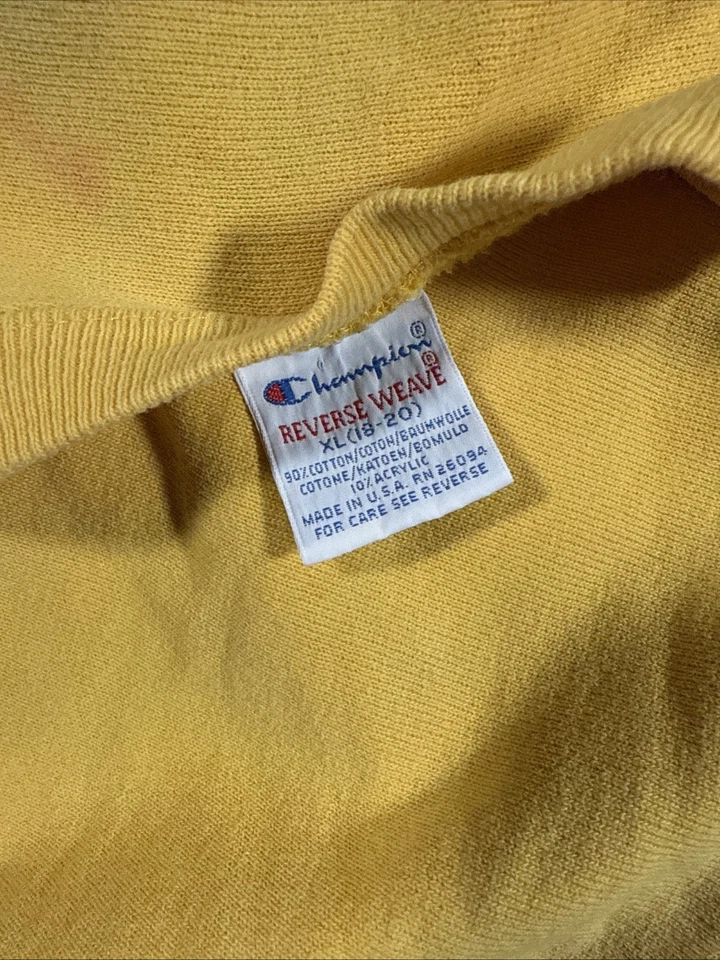 Champion®
REVERSE WEAVE®
XL(18-20)
90%COTTON/COTON/BAUMWOLLE
COTONE/KATOEN/BOMULD
10% ACRYLIC
MADE IN U.S.A. RN 26094
FOR CARE SEE REVERSE